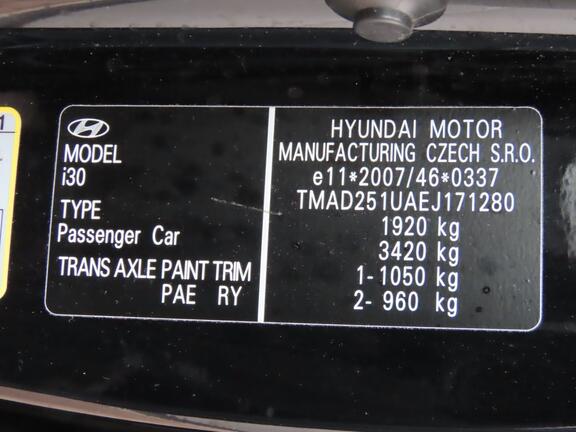 MODEL
i30
TYPE
Passenger Car
TRANS AXLE PAINT TRIM
PAE RY
HYUNDAI MOTOR
MANUFACTURING CZECH S.R.O.
e11*2007/46*0337
TMAD251UAEJ171280
1920 kg
3420 kg
1- 1050 kg
2- 960 kg